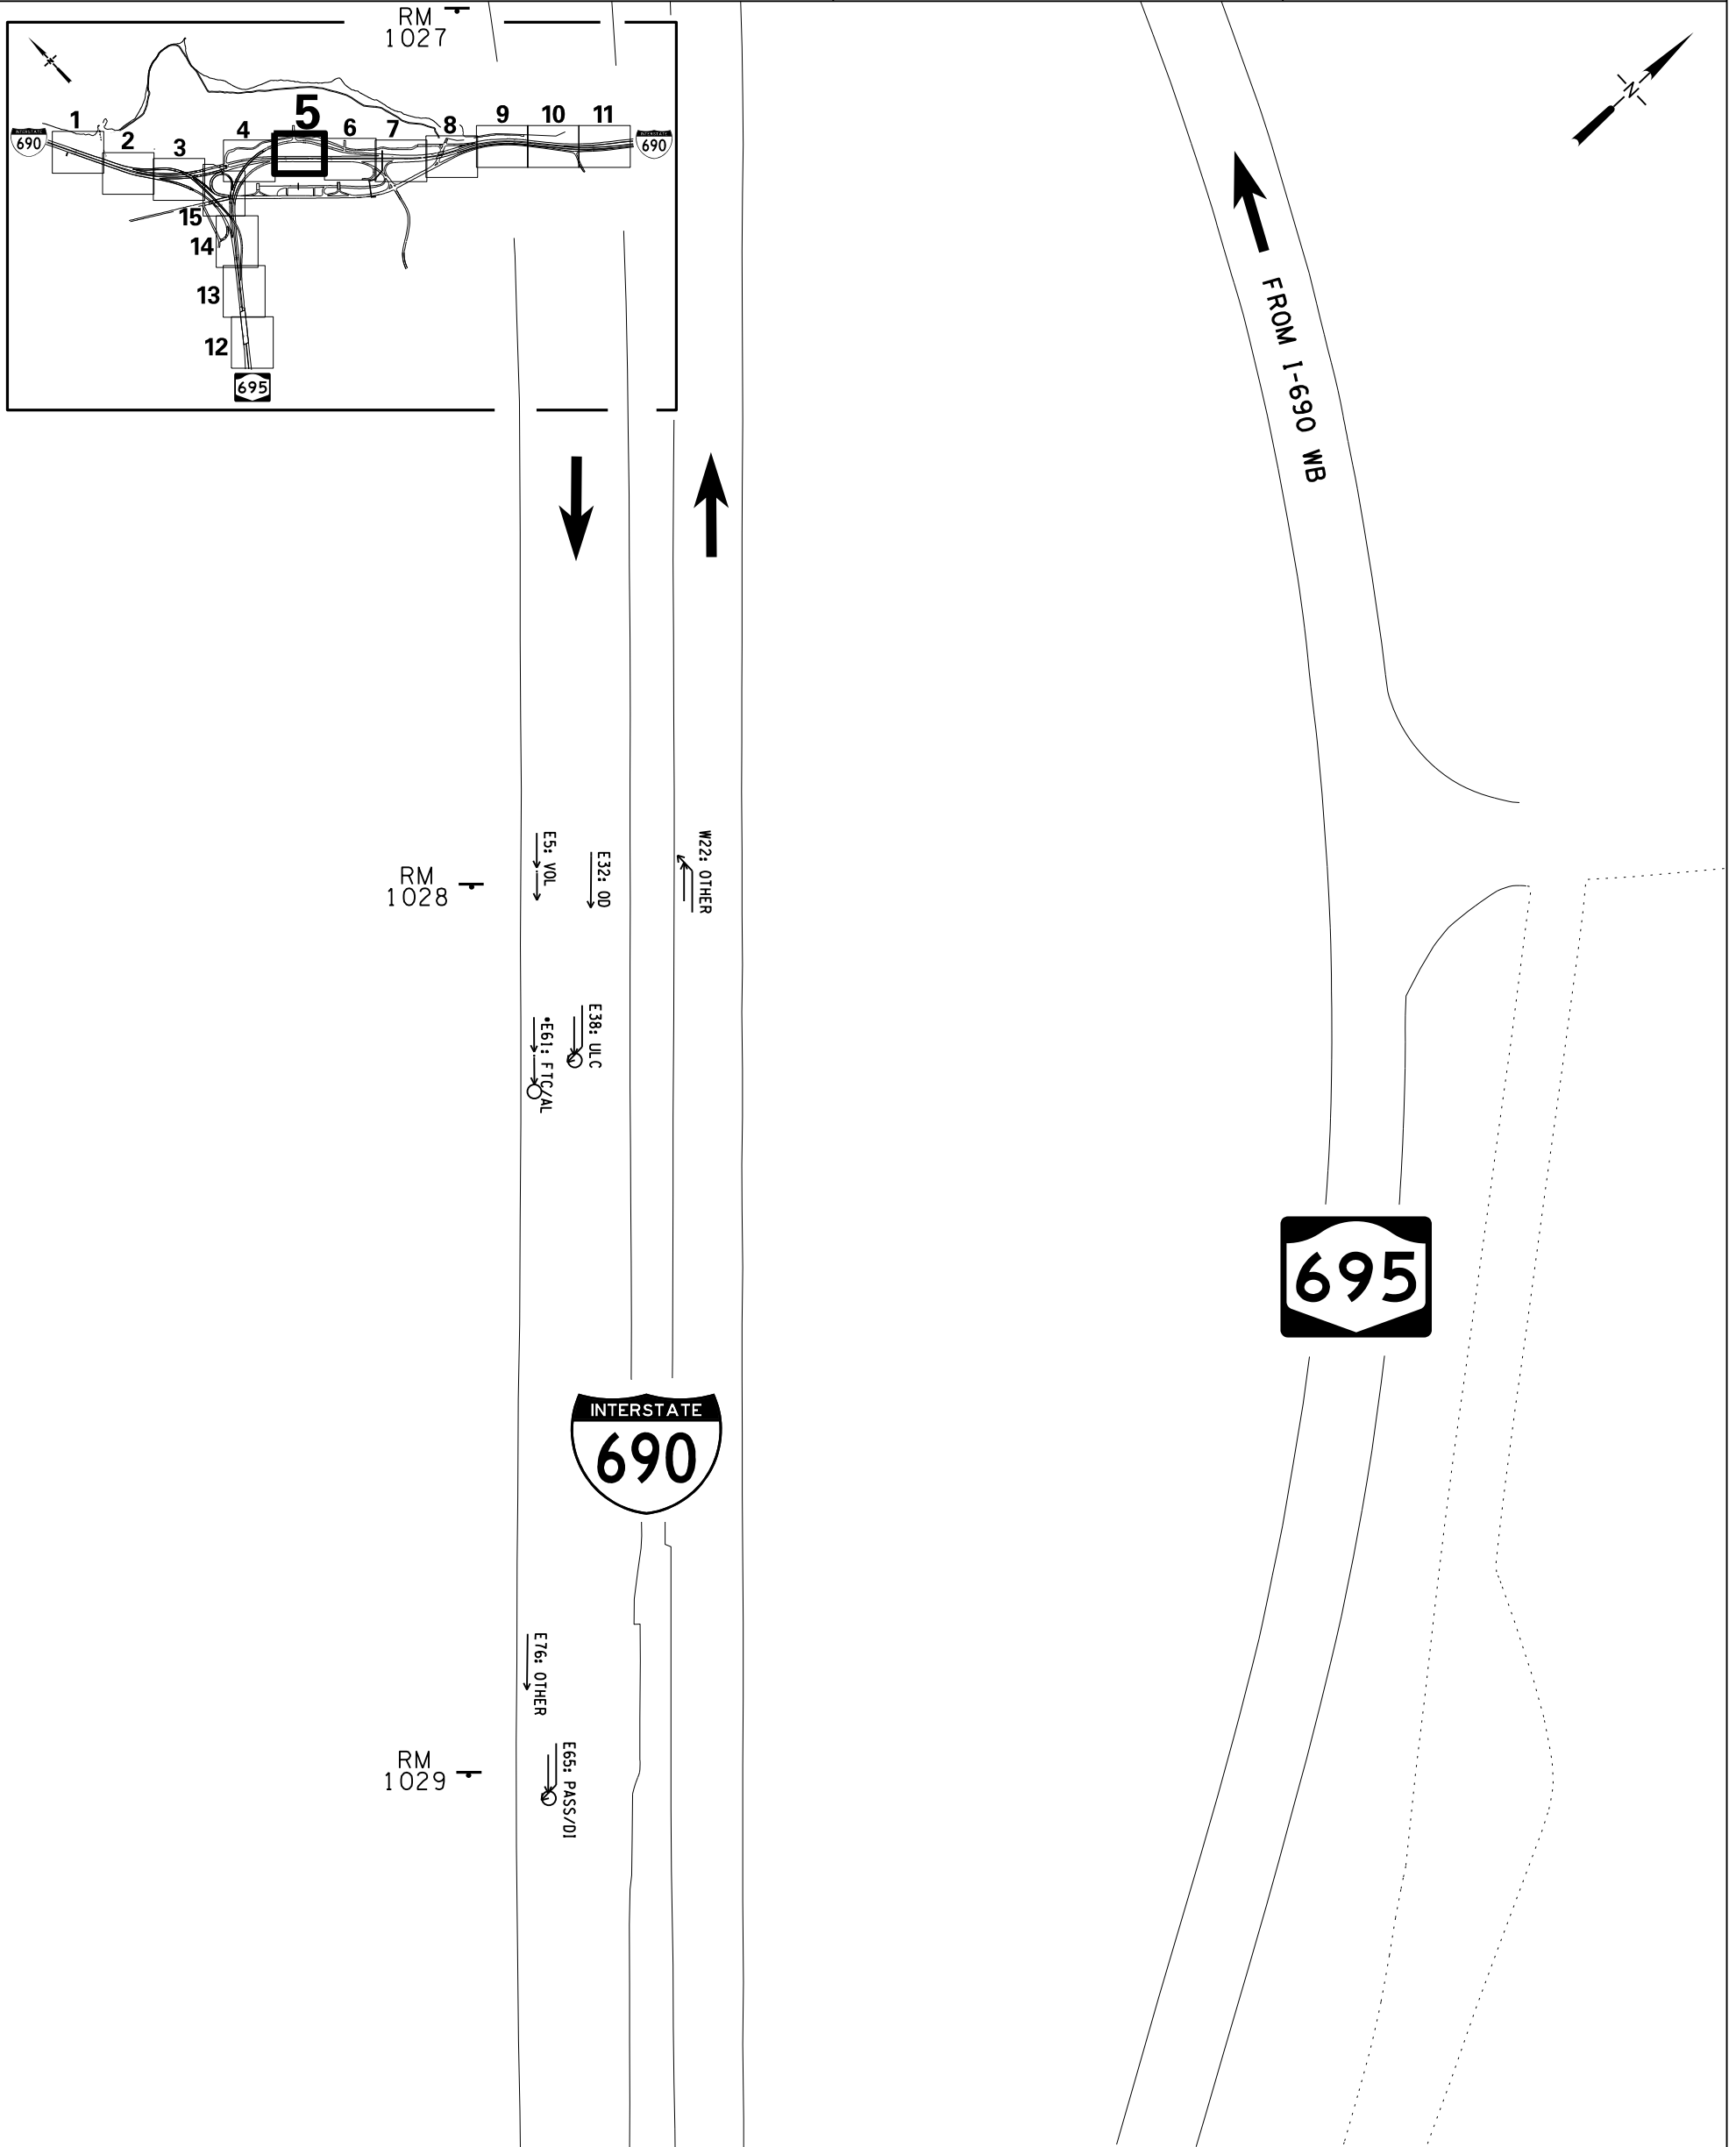 RM
1027
N
1
2
3
4
5
6
7
8
9
10
11
INTERSTATE
690
INTERSTATE
690
15
14
13
12
695
N
FROM I-690 WB
E5: VOL
E32: OD
W22: OTHER
RM
1028
E38: ULC
*E61: FTC/AL
695
INTERSTATE
690
E76: OTHER
RM
1029
E65: PASS/DI